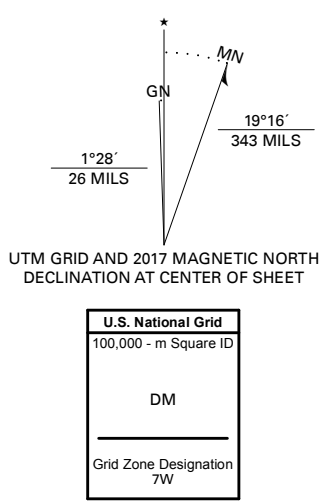 ★
MN
GN
19°16´
343 MILS
1°28´
26 MILS
UTM GRID AND 2017 MAGNETIC NORTH
DECLINATION AT CENTER OF SHEET
U.S. National Grid
100,000 - m Square ID
DM
Grid Zone Designation
7W